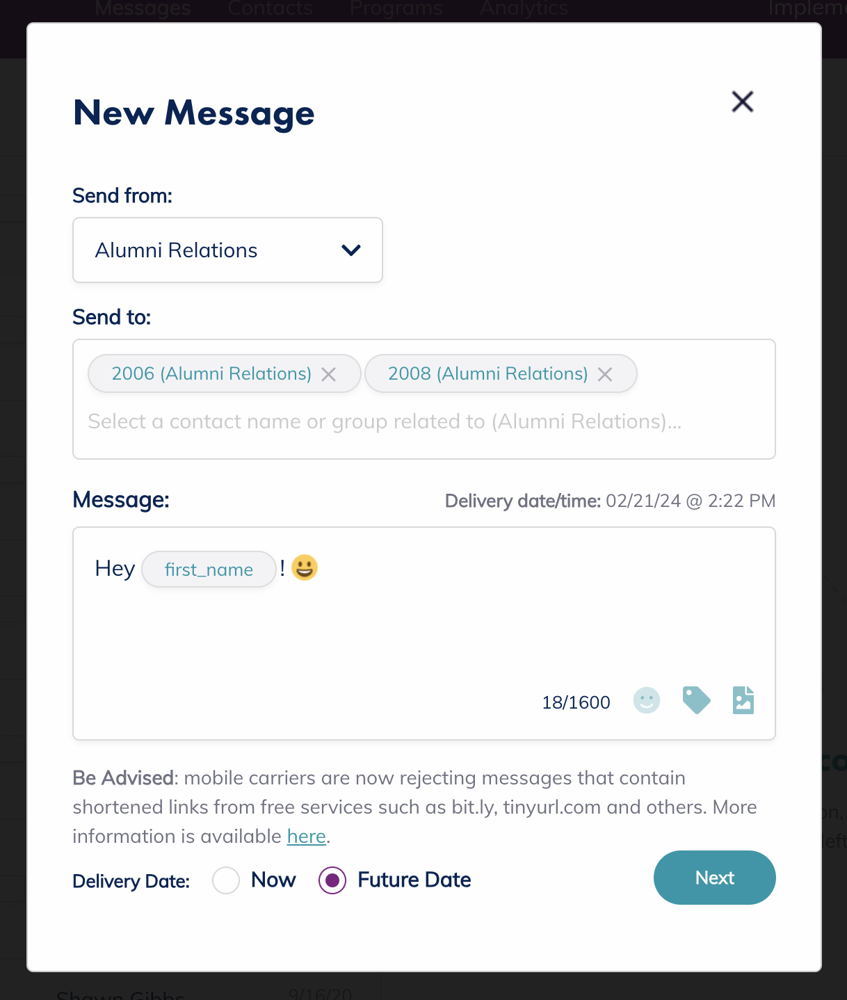 Messages Contacts Programs Analytics
New Message
Send from:
Alumni Relations
Send to:
2006 (Alumni Relations) 2008 (Alumni Relations)
Select a contact name or group related to (Alumni Relations)...
Message: Delivery date/time: 02/21/24 @ 2:22 PM
Hey first_name ! 😀
18/1600
Be Advised: mobile carriers are now rejecting messages that contain
shortened links from free services such as bit.ly, tinyurl.com and others. More
information is available here.
Delivery Date: Now Future Date Next
Shawn Gibbs 9/16/20